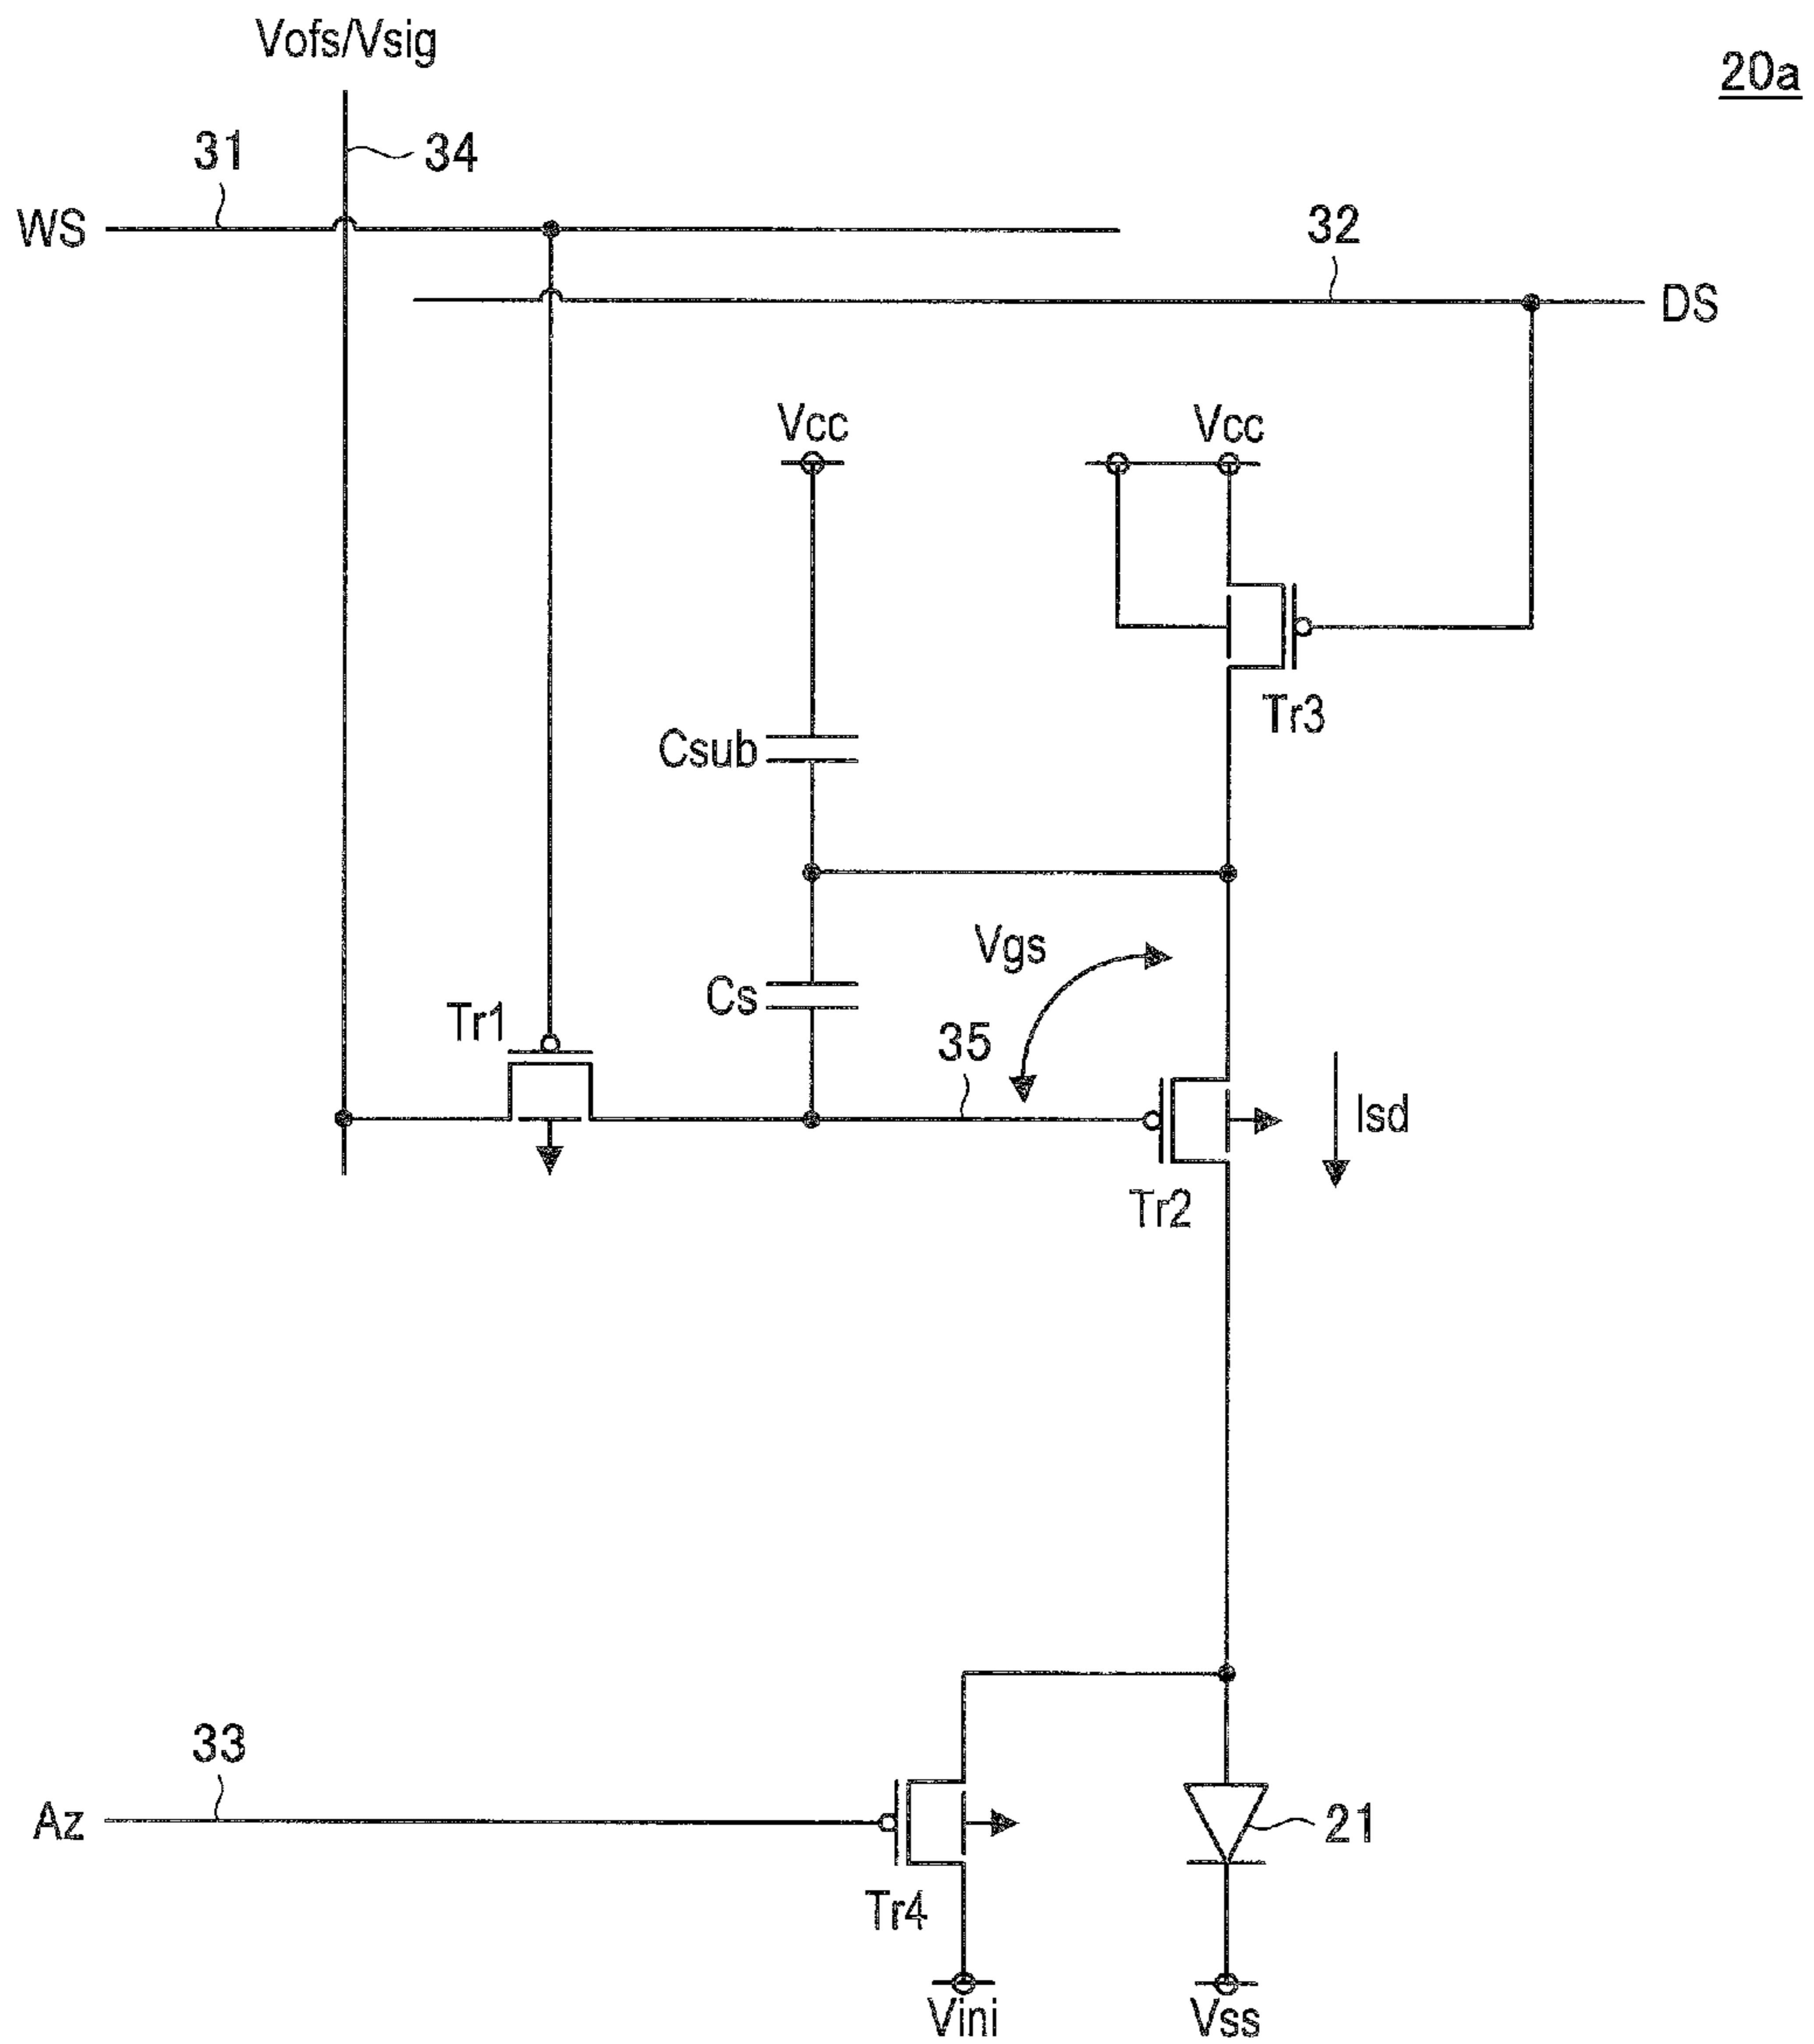 Vofs/Vsig
20a
31
34
WS
32
DS
Vcc
Vcc
Tr3
Csub
Vgs
Cs
Tr1
35
Isd
Tr2
33
Az
21
Tr4
Vini
Vss